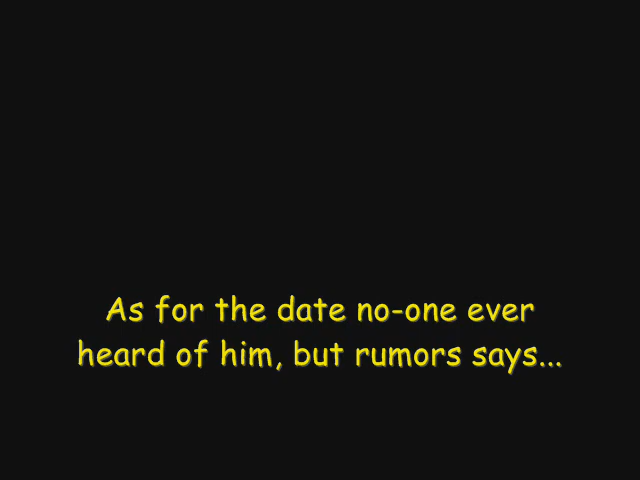 As for the date no-one ever
heard of him, but rumors says...